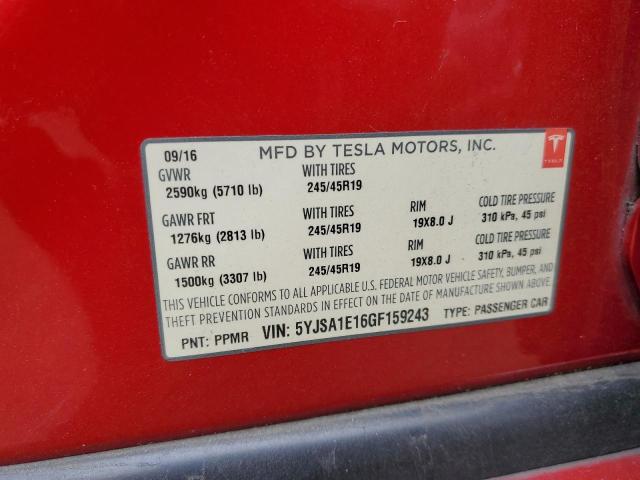 09/16 MFD BY TESLA MOTORS, INC. TESLA
GVWR WITH TIRES
2590kg (5710 lb) 245/45R19
GAWR FRT WITH TIRES RIM COLD TIRE PRESSURE
1276kg (2813 lb) 245/45R19 19X8.0 J 310 kPa, 45 psi
GAWR RR WITH TIRES RIM COLD TIRE PRESSURE
1500kg (3307 lb) 245/45R19 19X8.0 J 310 kPa, 45 psi
THIS VEHICLE CONFORMS TO ALL APPLICABLE U.S. FEDERAL MOTOR VEHICLE SAFETY, BUMPER, AND
THEFT PREVENTION STANDARDS IN EFFECT ON THE DATE OF MANUFACTURE SHOWN ABOVE.
PNT: PPMR VIN: 5YJSA1E16GF159243 TYPE: PASSENGER CAR